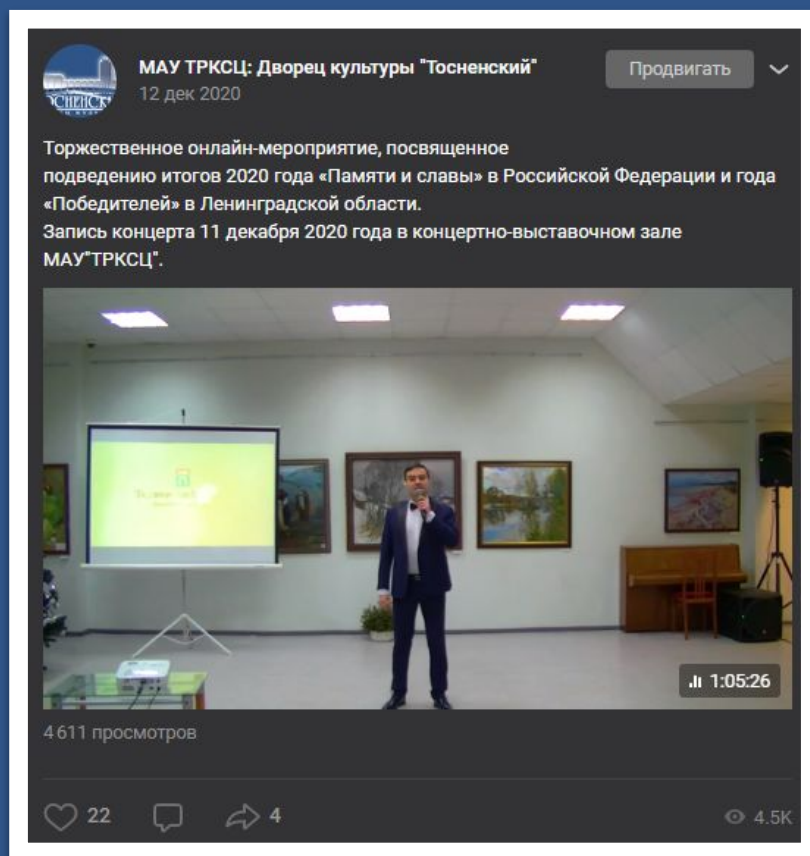 МАУ ТРКСЦ: Дворец культуры "Тосненский"
Продвигать
12 дек 2020
Торжественное онлайн-мероприятие, посвященное
подведению итогов 2020 года «Памяти и славы» в Российской Федерации и года
«Победителей» в Ленинградской области.
Запись концерта 11 декабря 2020 года в концертно-выставочном зале
МАУ"ТРКСЦ".
1:05:26
4 611 просмотров
22
4
4.5K